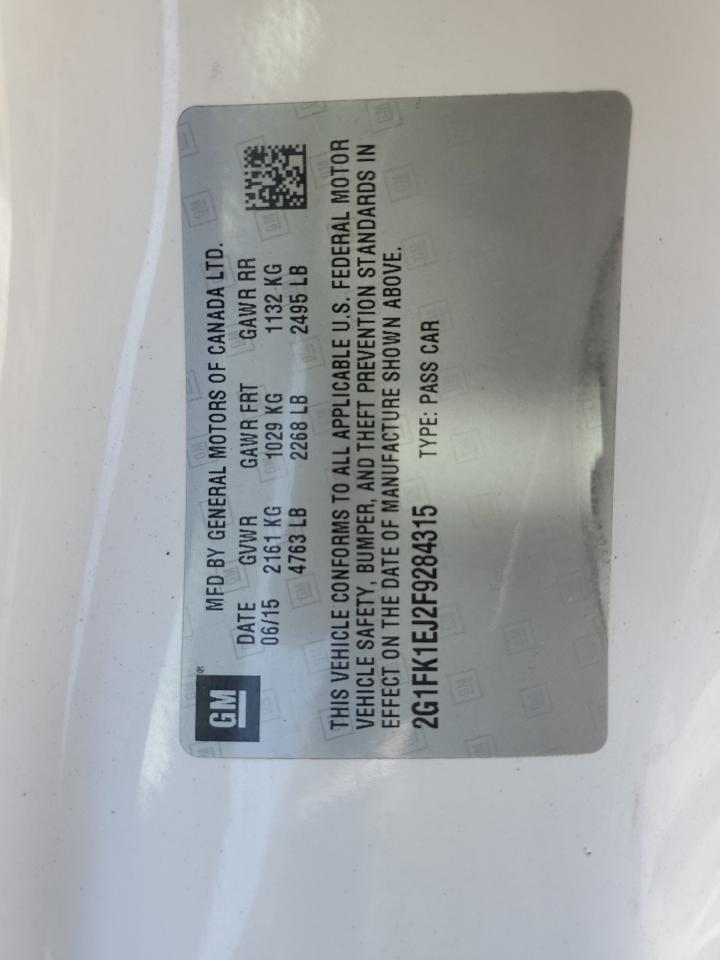 GM
MFD BY GENERAL MOTORS OF CANADA LTD.
DATE GVWR GAWR FRT GAWR RR
06/15 2161 KG 1029 KG 1132 KG
4763 LB 2268 LB 2495 LB
THIS VEHICLE CONFORMS TO ALL APPLICABLE U.S. FEDERAL MOTOR
VEHICLE SAFETY, BUMPER, AND THEFT PREVENTION STANDARDS IN
EFFECT ON THE DATE OF MANUFACTURE SHOWN ABOVE.
2G1FK1EJ2F9284315 TYPE: PASS CAR